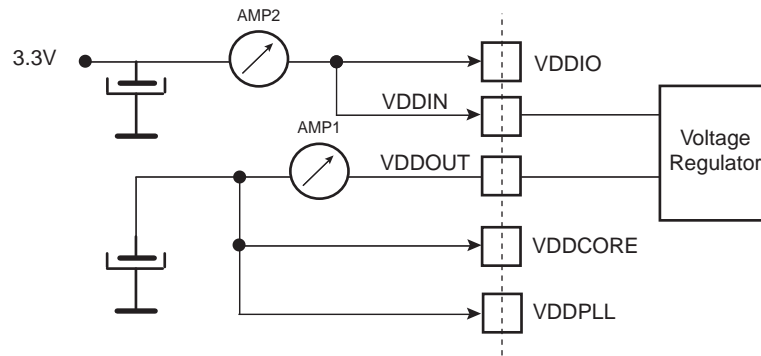 AMP2
3.3V
VDDIO
VDDIN
AMP1
Voltage
Regulator
VDDOUT
VDDCORE
VDDPLL